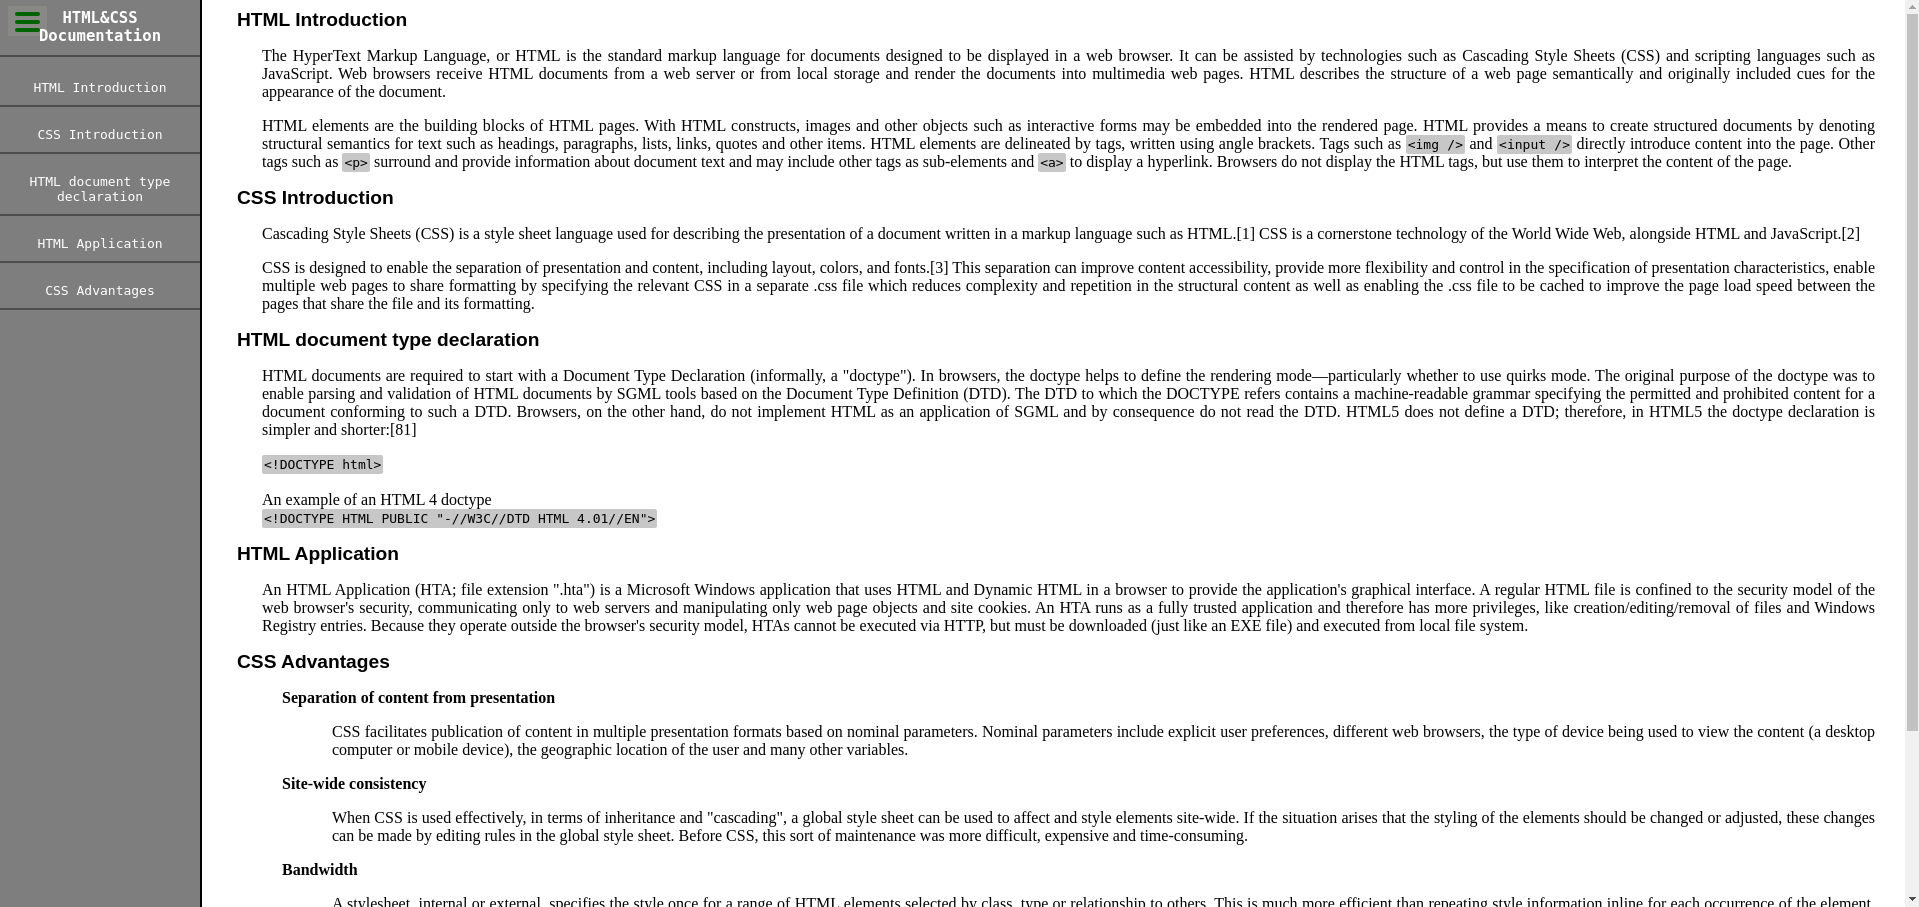 HTML&CSS
Documentation
HTML Introduction
CSS Introduction
HTML document type
declaration
HTML Application
CSS Advantages
HTML Introduction
The HyperText Markup Language, or HTML is the standard markup language for documents designed to be displayed in a web browser. It can be assisted by technologies such as Cascading Style Sheets (CSS) and scripting languages such as
JavaScript. Web browsers receive HTML documents from a web server or from local storage and render the documents into multimedia web pages. HTML describes the structure of a web page semantically and originally included cues for the
appearance of the document.
HTML elements are the building blocks of HTML pages. With HTML constructs, images and other objects such as interactive forms may be embedded into the rendered page. HTML provides a means to create structured documents by denoting
structural semantics for text such as headings, paragraphs, lists, links, quotes and other items. HTML elements are delineated by tags, written using angle brackets. Tags such as <img /> and <input /> directly introduce content into the page. Other
tags such as <p> surround and provide information about document text and may include other tags as sub-elements and <a> to display a hyperlink. Browsers do not display the HTML tags, but use them to interpret the content of the page.
CSS Introduction
Cascading Style Sheets (CSS) is a style sheet language used for describing the presentation of a document written in a markup language such as HTML.[1] CSS is a cornerstone technology of the World Wide Web, alongside HTML and JavaScript.[2]
CSS is designed to enable the separation of presentation and content, including layout, colors, and fonts.[3] This separation can improve content accessibility, provide more flexibility and control in the specification of presentation characteristics, enable
multiple web pages to share formatting by specifying the relevant CSS in a separate .css file which reduces complexity and repetition in the structural content as well as enabling the .css file to be cached to improve the page load speed between the
pages that share the file and its formatting.
HTML document type declaration
HTML documents are required to start with a Document Type Declaration (informally, a "doctype"). In browsers, the doctype helps to define the rendering mode—particularly whether to use quirks mode. The original purpose of the doctype was to
enable parsing and validation of HTML documents by SGML tools based on the Document Type Definition (DTD). The DTD to which the DOCTYPE refers contains a machine-readable grammar specifying the permitted and prohibited content for a
document conforming to such a DTD. Browsers, on the other hand, do not implement HTML as an application of SGML and by consequence do not read the DTD. HTML5 does not define a DTD; therefore, in HTML5 the doctype declaration is
simpler and shorter:[81]
<!DOCTYPE html>
An example of an HTML 4 doctype
<!DOCTYPE HTML PUBLIC "-//W3C//DTD HTML 4.01//EN">
HTML Application
An HTML Application (HTA; file extension ".hta") is a Microsoft Windows application that uses HTML and Dynamic HTML in a browser to provide the application's graphical interface. A regular HTML file is confined to the security model of the
web browser's security, communicating only to web servers and manipulating only web page objects and site cookies. An HTA runs as a fully trusted application and therefore has more privileges, like creation/editing/removal of files and Windows
Registry entries. Because they operate outside the browser's security model, HTAs cannot be executed via HTTP, but must be downloaded (just like an EXE file) and executed from local file system.
CSS Advantages
Separation of content from presentation
CSS facilitates publication of content in multiple presentation formats based on nominal parameters. Nominal parameters include explicit user preferences, different web browsers, the type of device being used to view the content (a desktop
computer or mobile device), the geographic location of the user and many other variables.
Site-wide consistency
When CSS is used effectively, in terms of inheritance and "cascading", a global style sheet can be used to affect and style elements site-wide. If the situation arises that the styling of the elements should be changed or adjusted, these changes
can be made by editing rules in the global style sheet. Before CSS, this sort of maintenance was more difficult, expensive and time-consuming.
Bandwidth
A stylesheet, internal or external, specifies the style once for a range of HTML elements selected by class, type or relationship to others. This is much more efficient than repeating style information inline for each occurrence of the element.